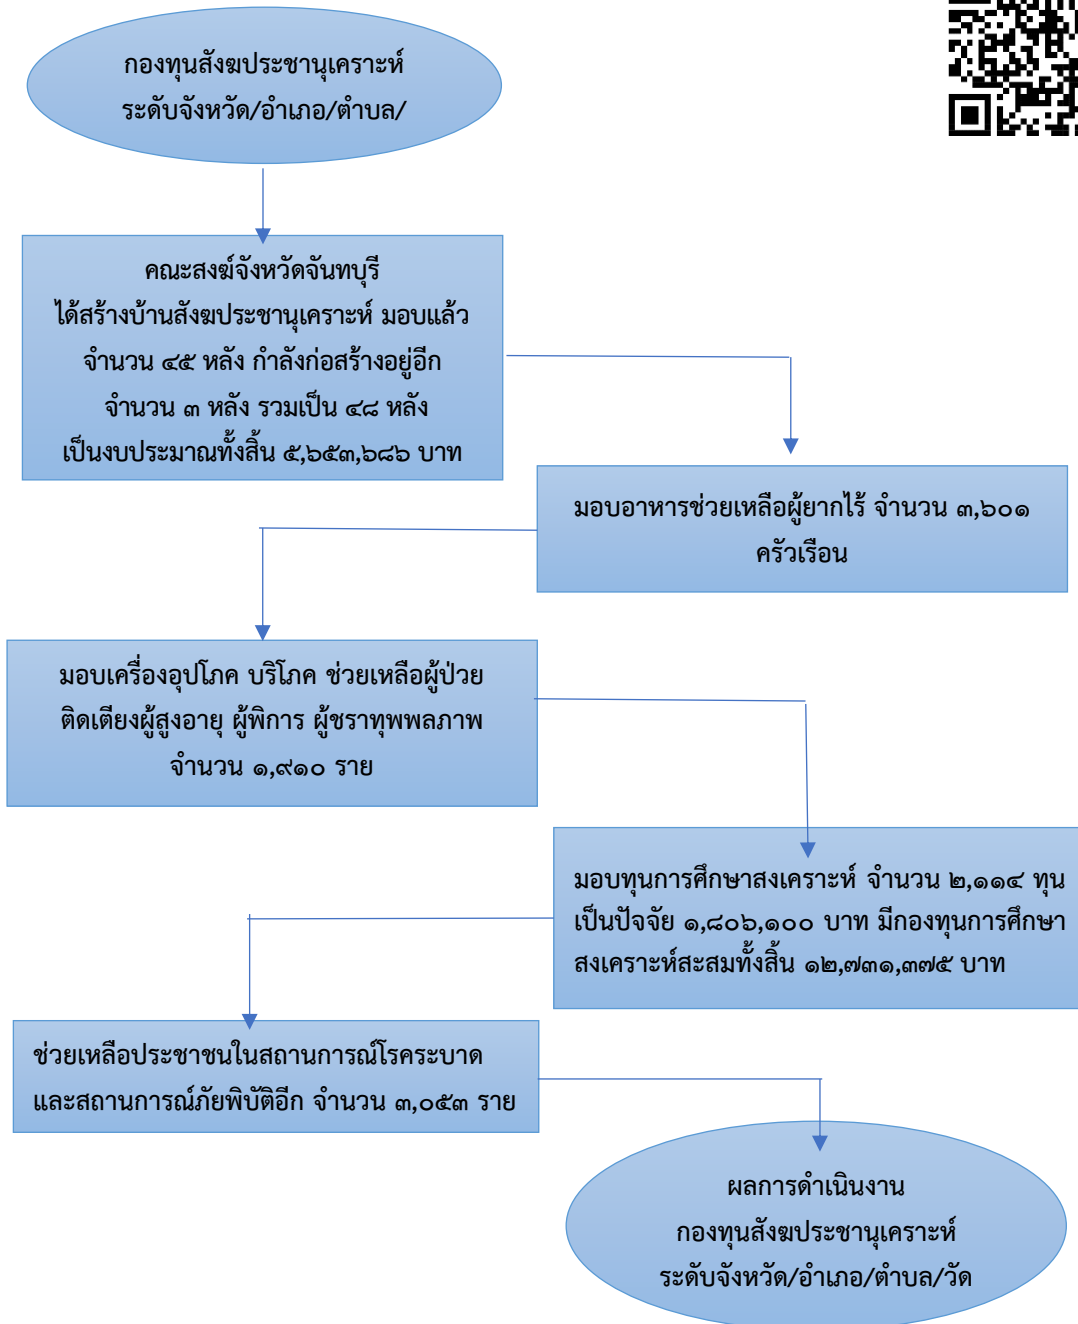 กองทุนสังฆประชานุเคราะห์
ระดับจังหวัด/อำเภอ/ตำบล/
คณะสงฆ์จังหวัดจันทบุรี
ได้สร้างบ้านสังฆประชานุเคราะห์ มอบแล้ว
จำนวน ๔๕ หลัง กำลังก่อสร้างอยู่อีก
จำนวน ๓ หลัง รวมเป็น ๔๘ หลัง
เป็นงบประมาณทั้งสิ้น ๕,๖๕๓,๖๘๖ บาท
มอบอาหารช่วยเหลือผู้ยากไร้ จำนวน ๓,๖๐๑
ครัวเรือน
มอบเครื่องอุปโภค บริโภค ช่วยเหลือผู้ป่วย
ติดเตียงผู้สูงอายุ ผู้พิการ ผู้ชราทุพพลภาพ
จำนวน ๑,๙๑๐ ราย
มอบทุนการศึกษาสงเคราะห์ จำนวน ๒,๑๑๔ ทุน
เป็นปัจจัย ๑,๘๐๖,๑๐๐ บาท มีกองทุนการศึกษา
สงเคราะห์สะสมทั้งสิ้น ๑๒,๗๓๑,๓๗๕ บาท
ช่วยเหลือประชาชนในสถานการณ์โรคระบาด
และสถานการณ์ภัยพิบัติอีก จำนวน ๓,๐๕๓ ราย
ผลการดำเนินงาน
กองทุนสังฆประชานุเคราะห์
ระดับจังหวัด/อำเภอ/ตำบล/วัด